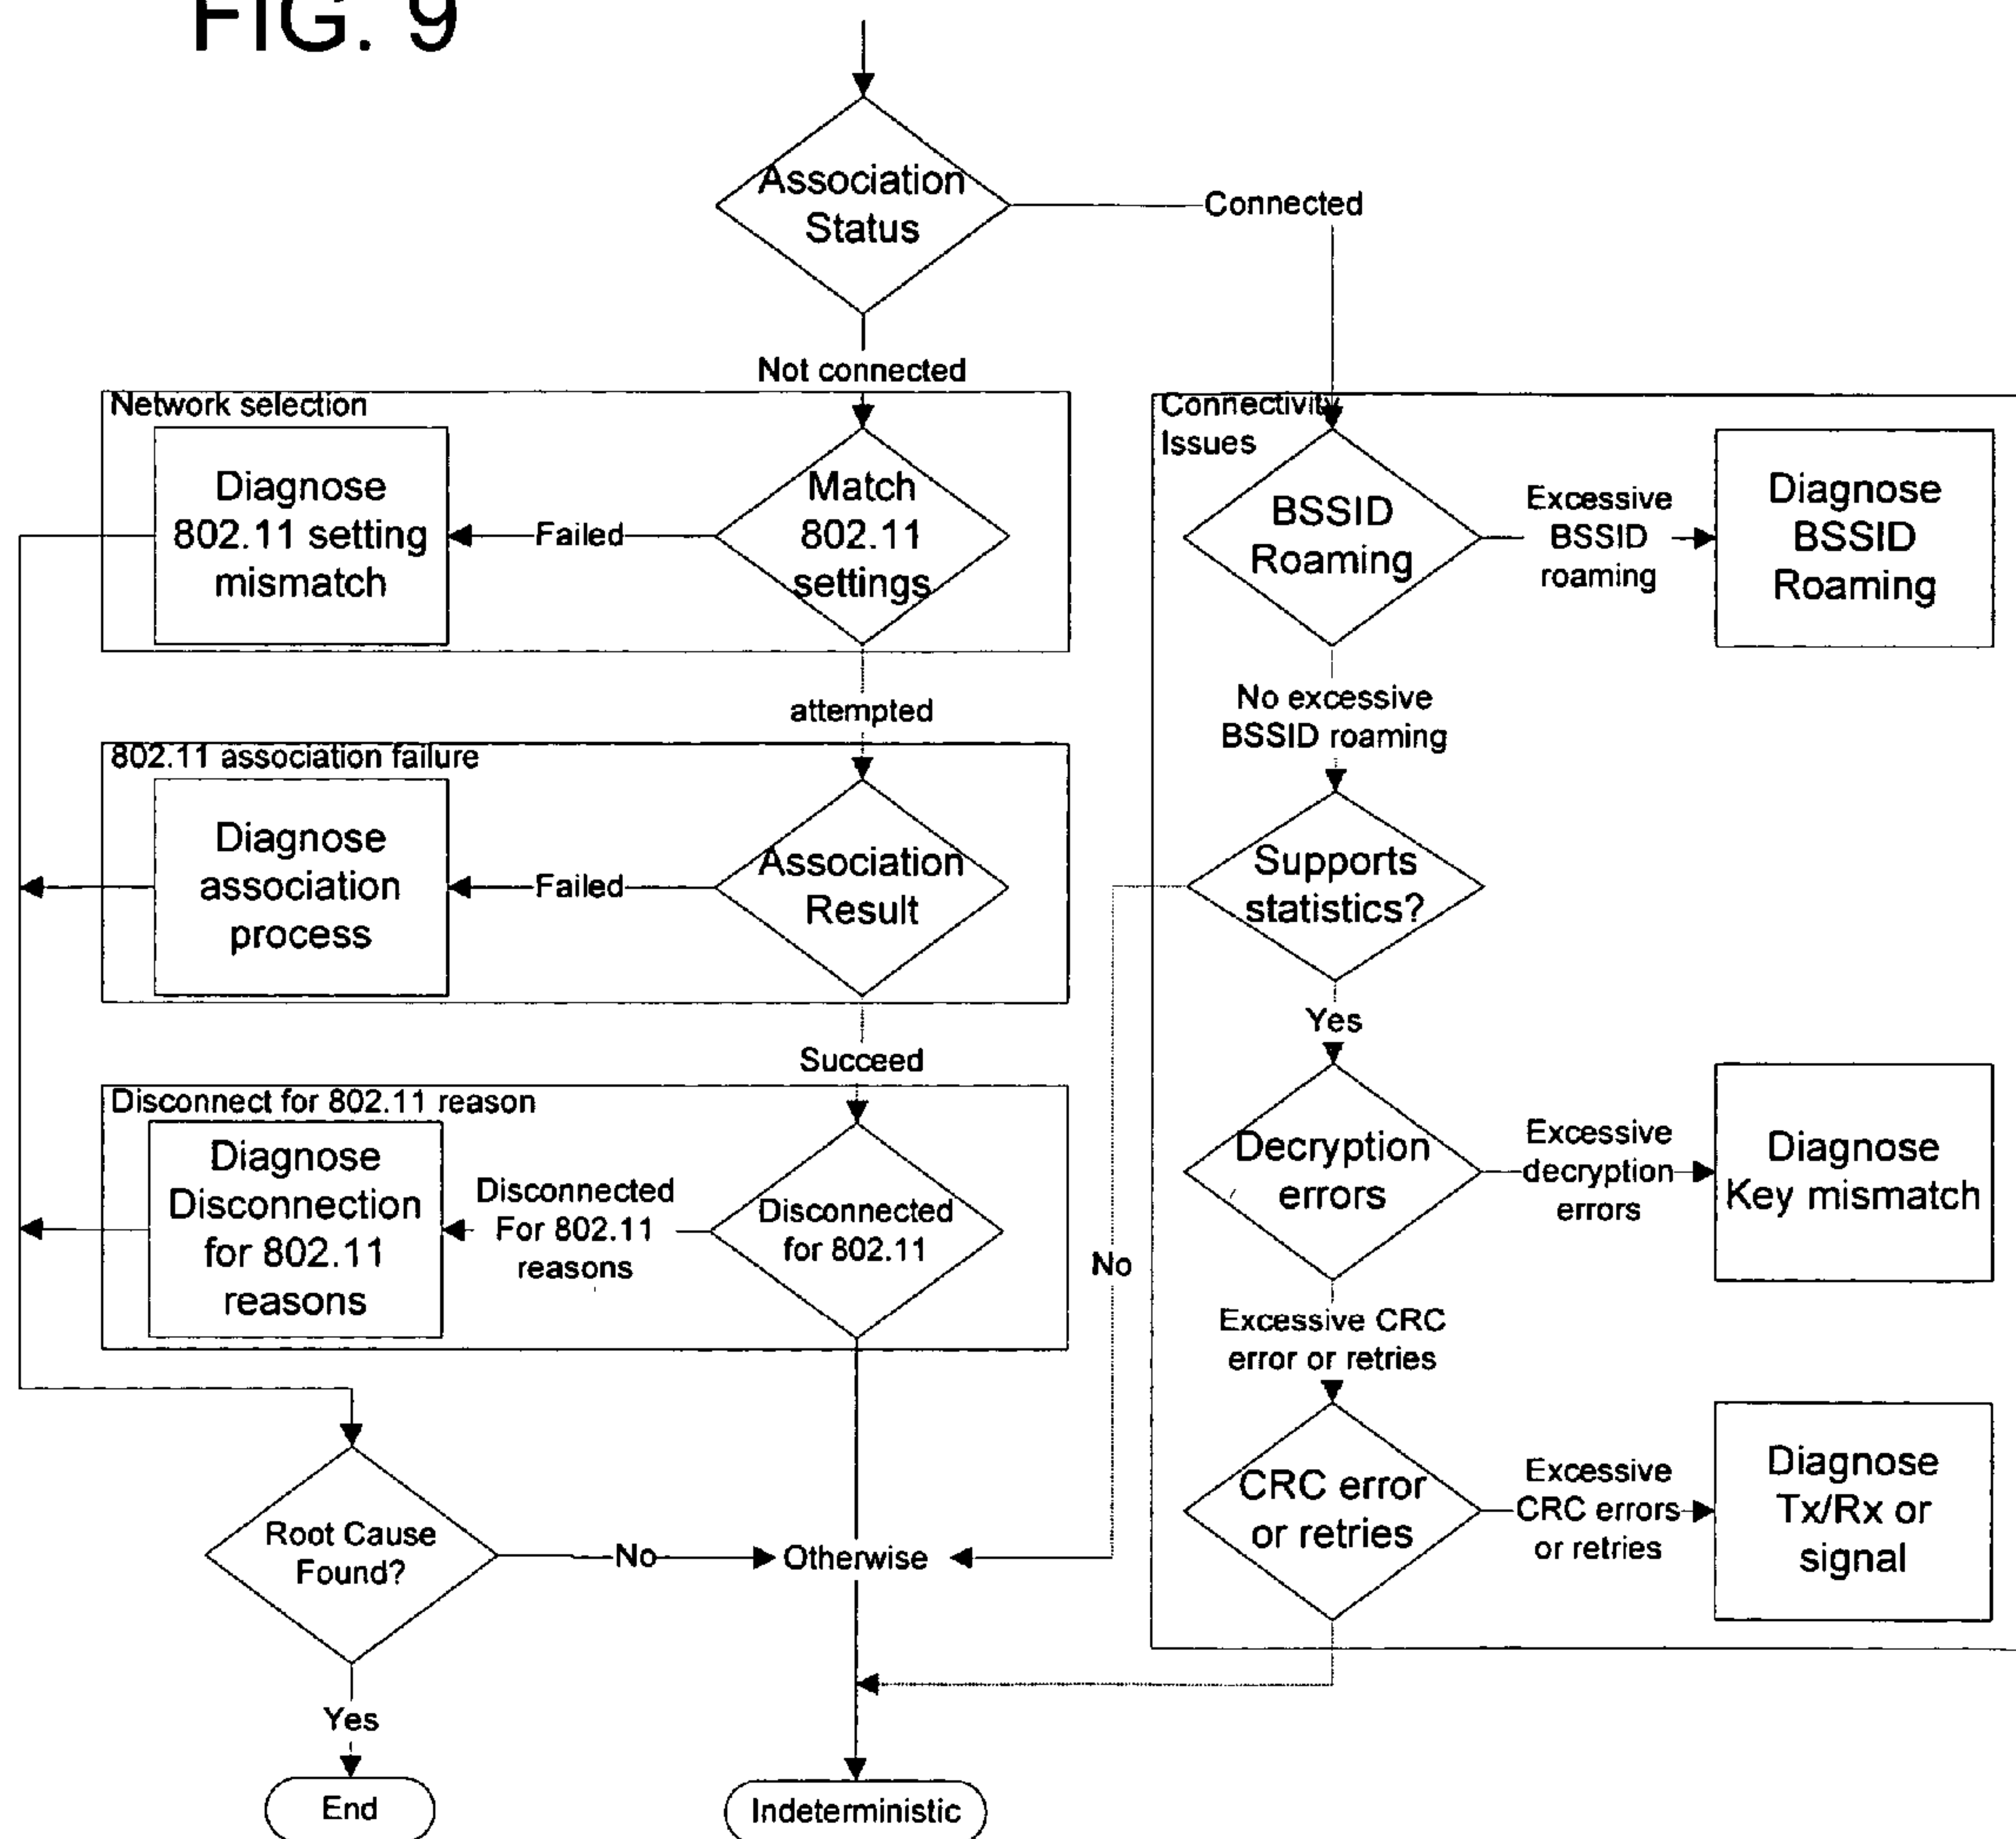 FIG. 9
Association
Status
Connected
Not connected
Network selection
Diagnose
802.11 setting
mismatch
Failed
Match
802.11
settings
attempted
802.11 association failure
Diagnose
association
process
Failed
Association
Result
Succeed
Disconnect for 802.11 reason
Diagnose
Disconnection
for 802.11
reasons
Disconnected
For 802.11
reasons
Disconnected
for 802.11
Root Cause
Found?
No
Otherwise
Yes
End
Indeterministic
Connectivity
Issues
BSSID
Roaming
Excessive
BSSID
roaming
Diagnose
BSSID
Roaming
No excessive
BSSID roaming
Supports
statistics?
No
Yes
Decryption
errors
Excessive
decryption
errors
Diagnose
Key mismatch
Excessive CRC
error or retries
CRC error
or retries
Excessive
CRC errors
or retries
Diagnose
Tx/Rx or
signal